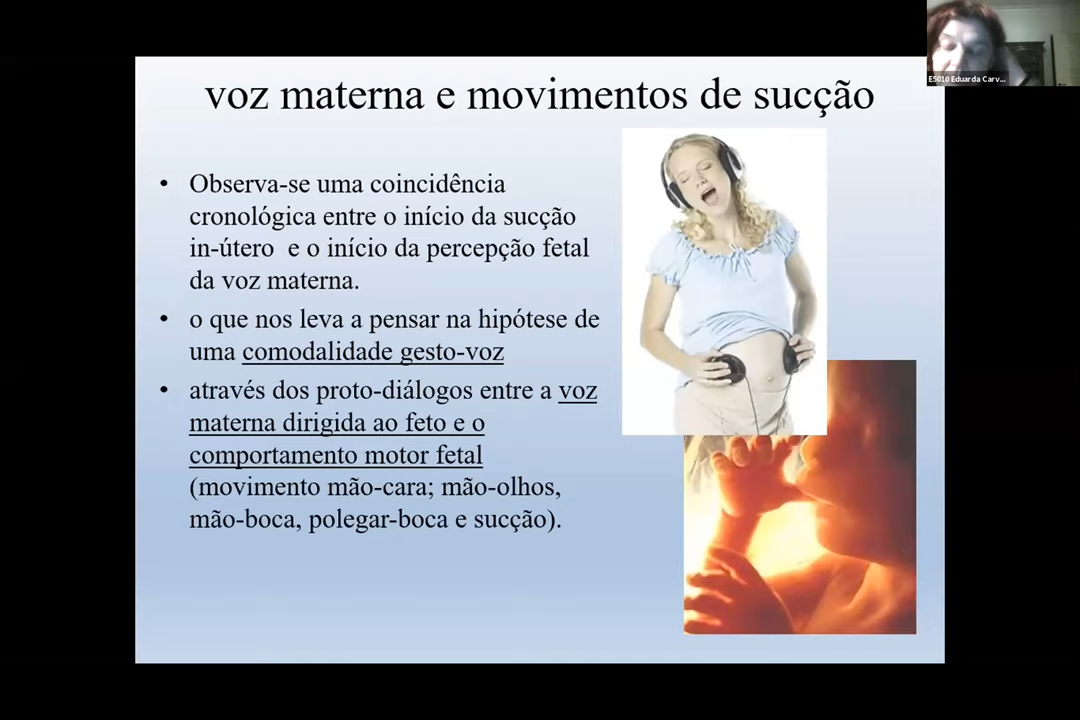 E5010 Eduarda Carv...
voz materna e movimentos de sucção
• Observa-se uma coincidência
cronológica entre o início da sucção
in-útero e o início da percepção fetal
da voz materna.
• o que nos leva a pensar na hipótese de
uma comodalidade gesto-voz
• através dos proto-diálogos entre a voz
materna dirigida ao feto e o
comportamento motor fetal
(movimento mão-cara; mão-olhos,
mão-boca, polegar-boca e sucção).